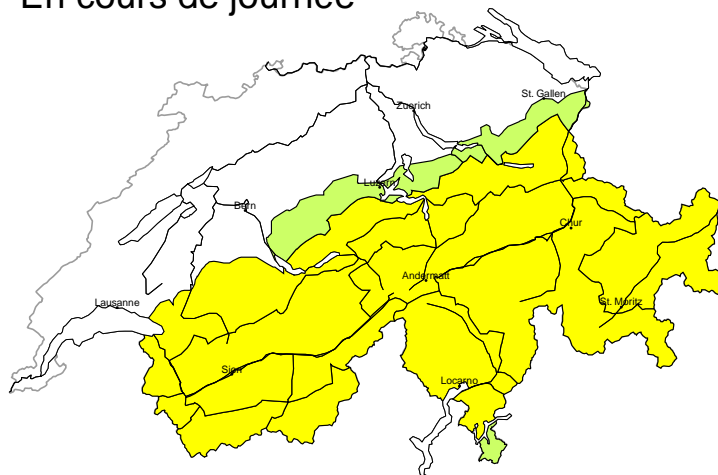 En cours de journée
St. Gallen
Zuerich
Luzern
Bern
Chur
Andermatt
St. Moritz
Lausanne
Sion
Locarno